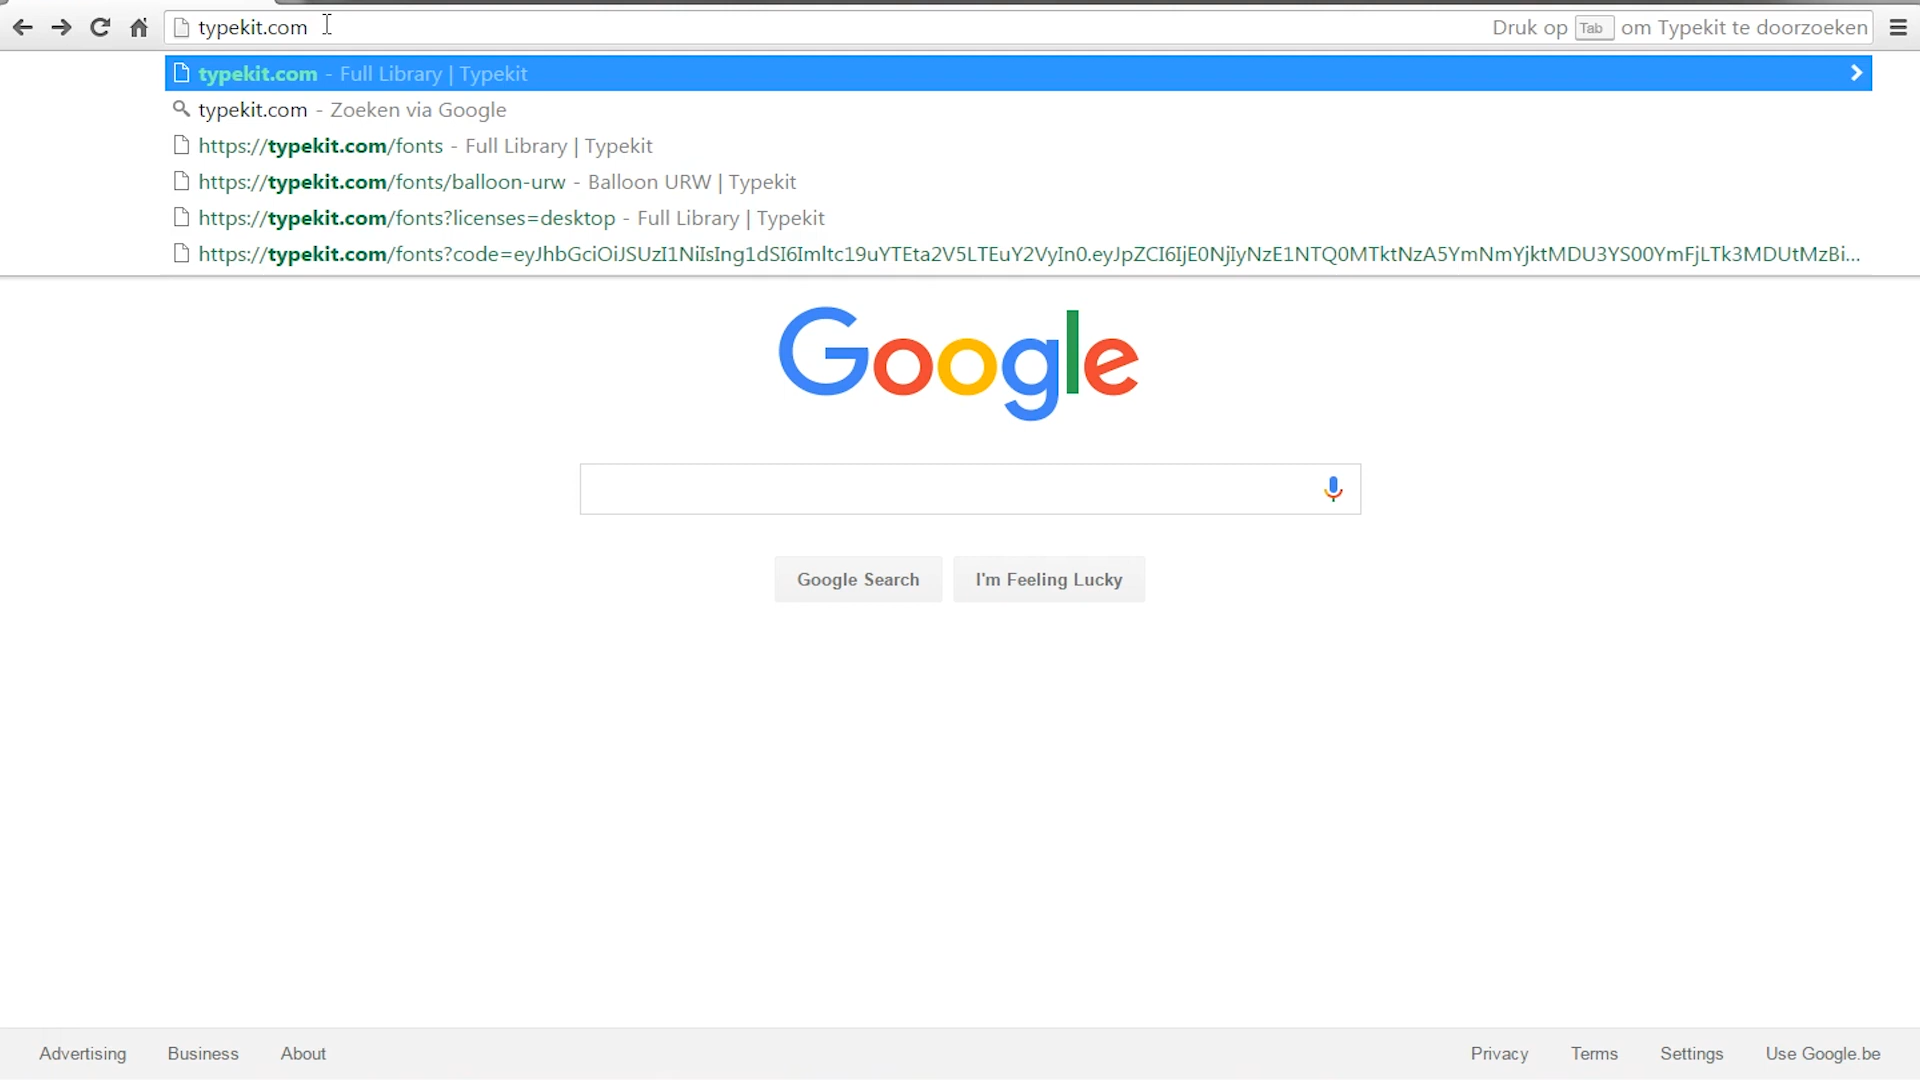 typekit.com Druk op Tab om Typekit te doorzoeken
typekit.com - Full Library | Typekit
typekit.com - Zoeken via Google
https://typekit.com/fonts - Full Library | Typekit
https://typekit.com/fonts/balloon-urw - Balloon URW | Typekit
https://typekit.com/fonts?licenses=desktop - Full Library | Typekit
https://typekit.com/fonts?code=eyJhbGciOiJSUzI1NiIsIng1dSI6Imltc19uYTEta2V5LTEuY2VyIn0.eyJpZCI6IjE0NjIyNzE1NTQ0MTktNzA5YmNmYjktMDU3YS00YmFjLTk3MDUtMzBi...
Google
Google Search I'm Feeling Lucky
Advertising Business About Privacy Terms Settings Use Google.be